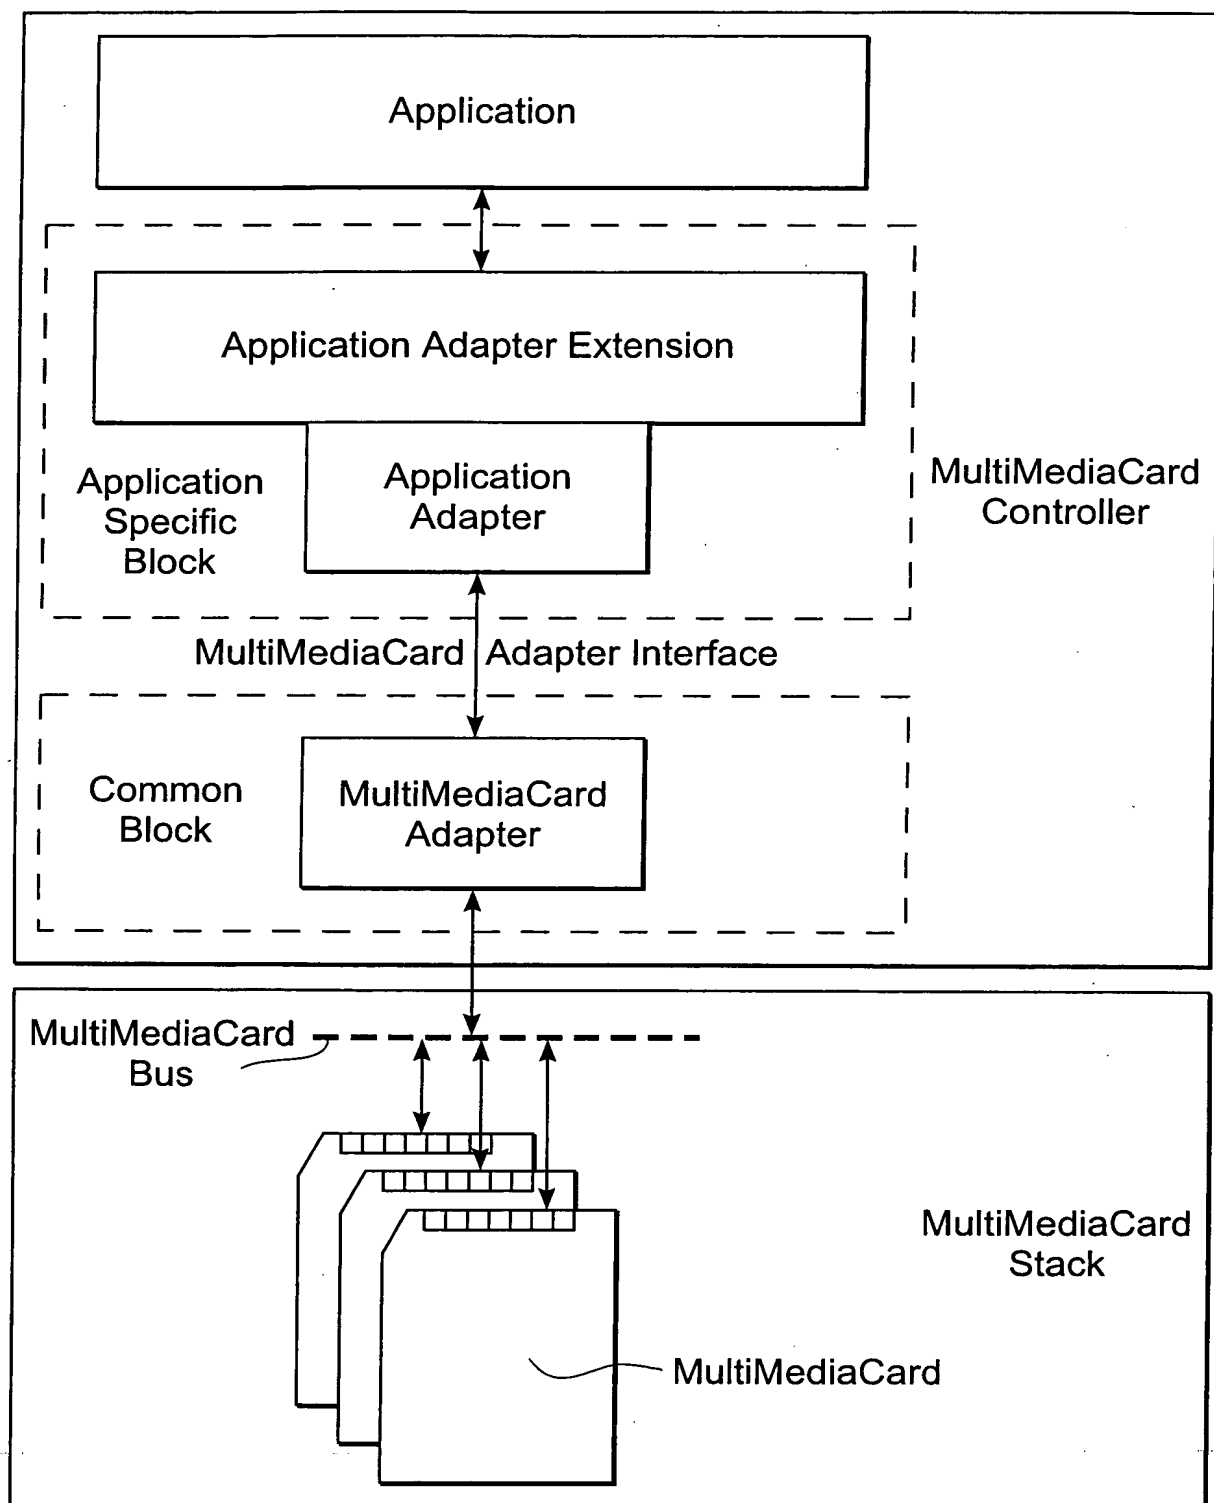 Application
Application Adapter Extension
Application
Adapter
Application
Specific
Block
MultiMediaCard
Controller
MultiMediaCard Adapter Interface
Common
Block
MultiMediaCard
Adapter
MultiMediaCard
Bus
MultiMediaCard
Stack
MultiMediaCard